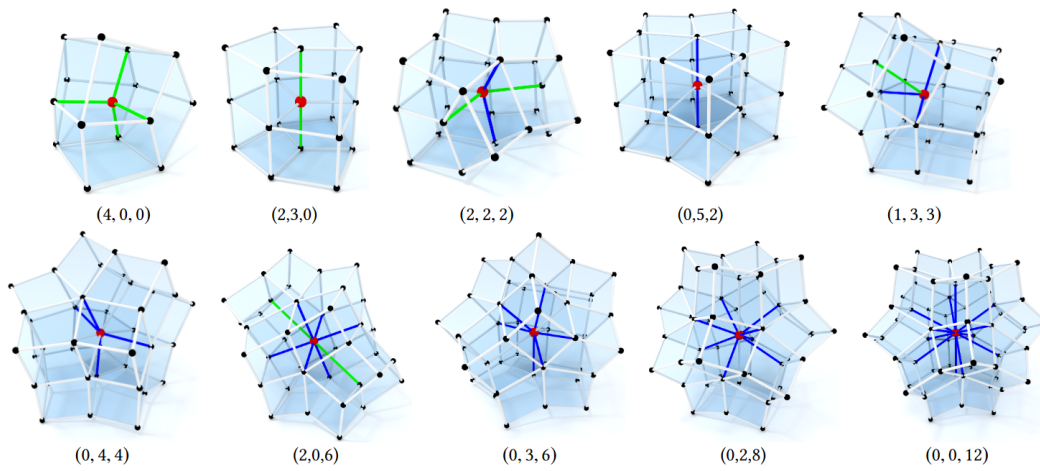 (4, 0, 0) (2,3,0) (2, 2, 2) (0,5,2) (1, 3, 3)
(0, 4, 4) (2,0,6) (0, 3, 6) (0,2,8) (0, 0, 12)